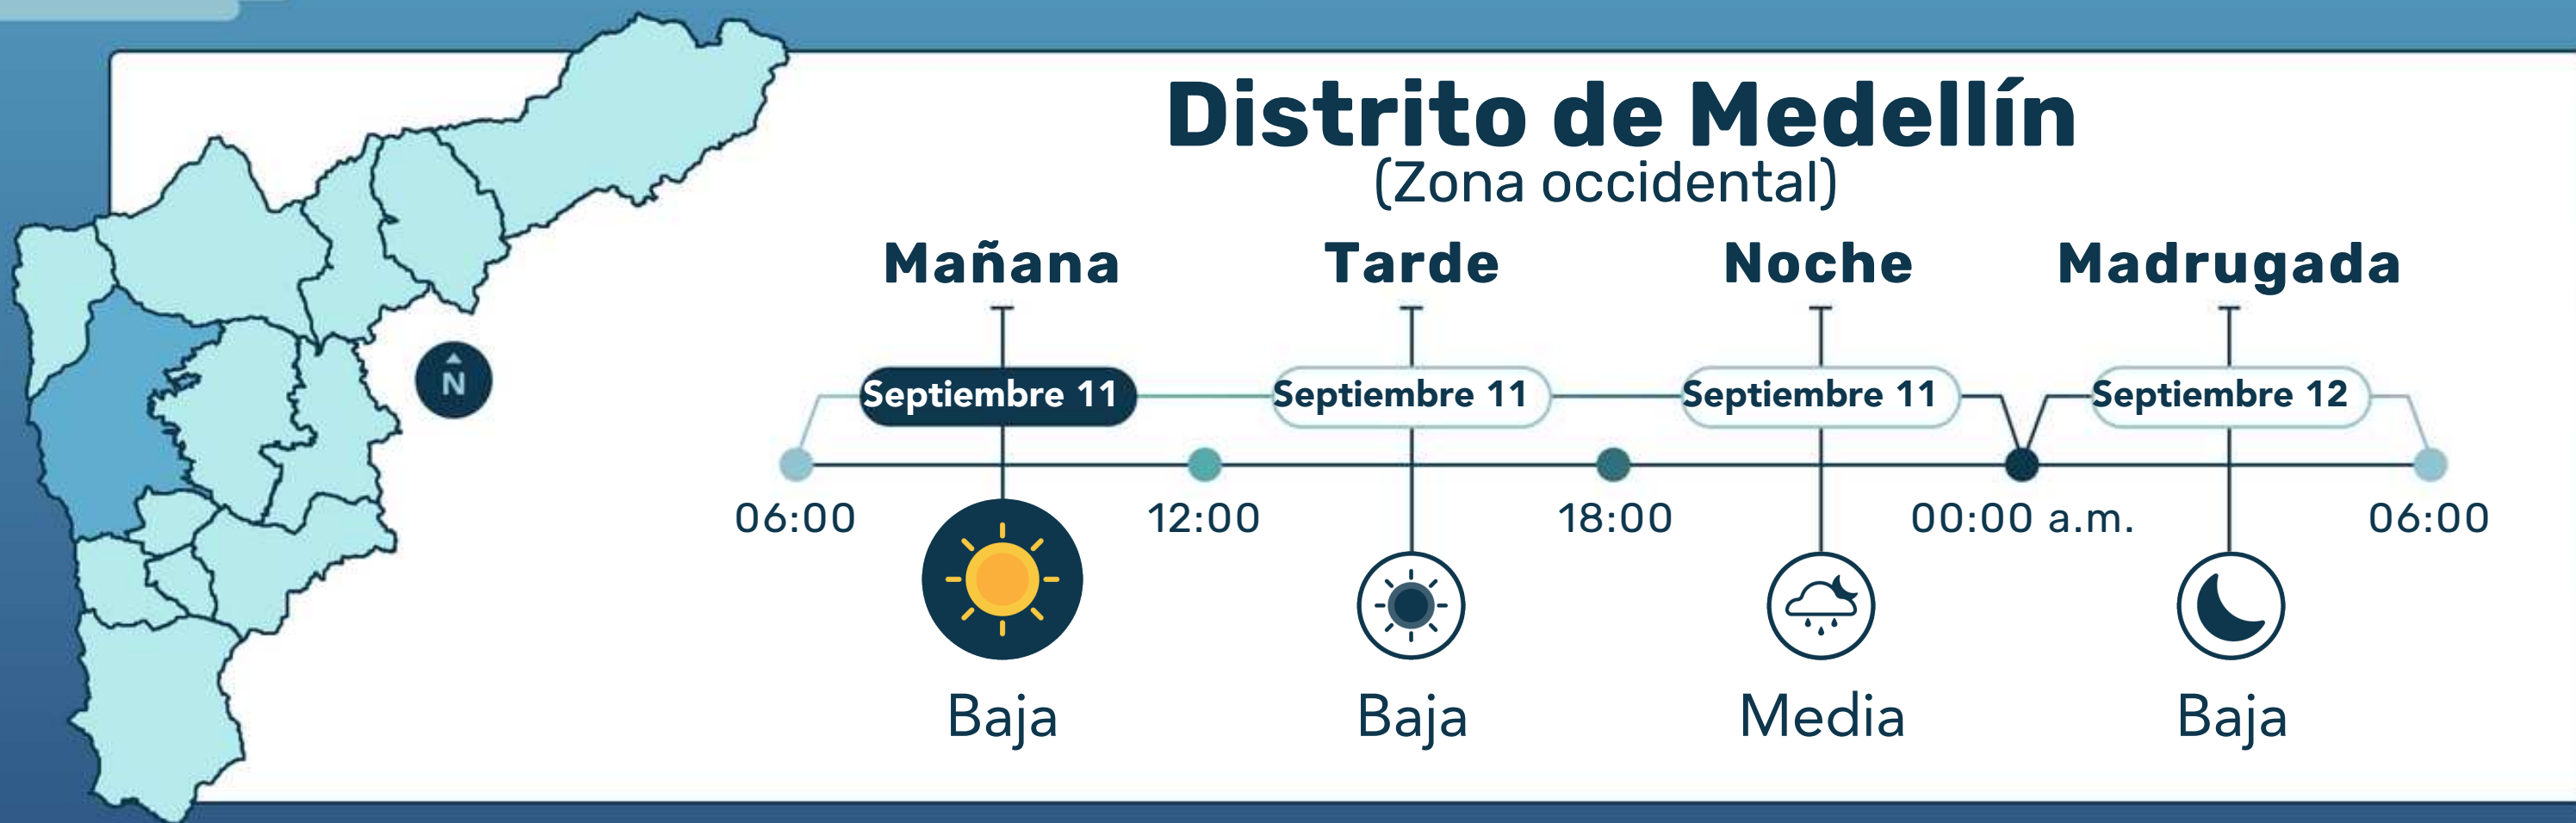 Distrito de Medellín
(Zona occidental)
Mañana Tarde Noche Madrugada
N
Septiembre 11 Septiembre 11 Septiembre 11 Septiembre 12
06:00 12:00 18:00 00:00 a.m. 06:00
Baja Baja Media Baja